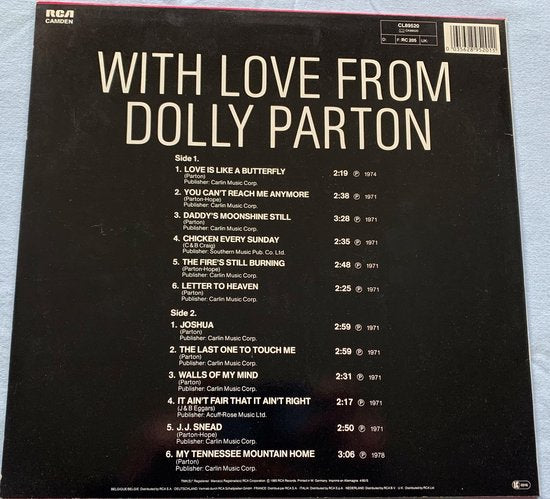 RCA
CAMDEN
CL89520
D: F: RC 205 UK:
WITH LOVE FROM
DOLLY PARTON
Side 1.
1. LOVE IS LIKE A BUTTERFLY 2:19 Ⓟ 1974
(Parton)
Publisher: Carlin Music Corp.
2. YOU CAN'T REACH ME ANYMORE 2:38 Ⓟ 1971
(Parton-Hope)
Publisher: Carlin Music Corp.
3. DADDY'S MOONSHINE STILL 3:28 Ⓟ 1971
(Parton)
Publisher: Carlin Music Corp.
4. CHICKEN EVERY SUNDAY 2:35 Ⓟ 1971
(C & B Craig)
Publisher: Southern Music Pub. Co. Ltd.
5. THE FIRE'S STILL BURNING 2:48 Ⓟ 1971
(Parton-Hope)
Publisher: Carlin Music Corp.
6. LETTER TO HEAVEN 2:25 Ⓟ 1971
(Parton)
Publisher: Carlin Music Corp.
Side 2.
1. JOSHUA 2:59 Ⓟ 1971
(Parton)
Publisher: Carlin Music Corp.
2. THE LAST ONE TO TOUCH ME 2:59 Ⓟ 1971
(Parton)
Publisher: Carlin Music Corp.
3. WALLS OF MY MIND 2:31 Ⓟ 1971
(Parton)
Publisher: Carlin Music Corp.
4. IT AIN'T FAIR THAT IT AIN'T RIGHT 2:17 Ⓟ 1971
(J & B Eggars)
Publisher: Acuff-Rose Music Ltd.
5. J.J. SNEAD 2:50 Ⓟ 1971
(Parton-Hope)
Publisher: Carlin Music Corp.
6. MY TENNESSEE MOUNTAIN HOME 3:06 Ⓟ 1978
(Parton)
Publisher: Carlin Music Corp.